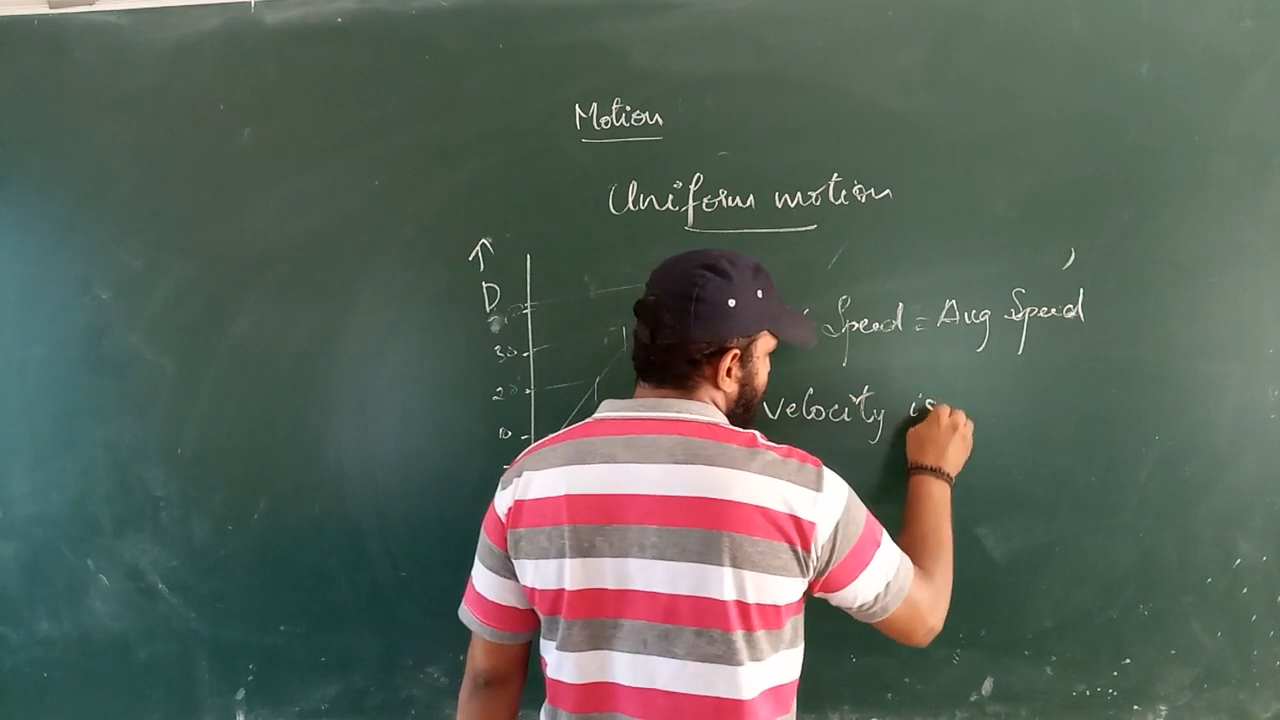 Motion
Uniform motion
D
30
20
10
Speed = Avg Speed
velocity is